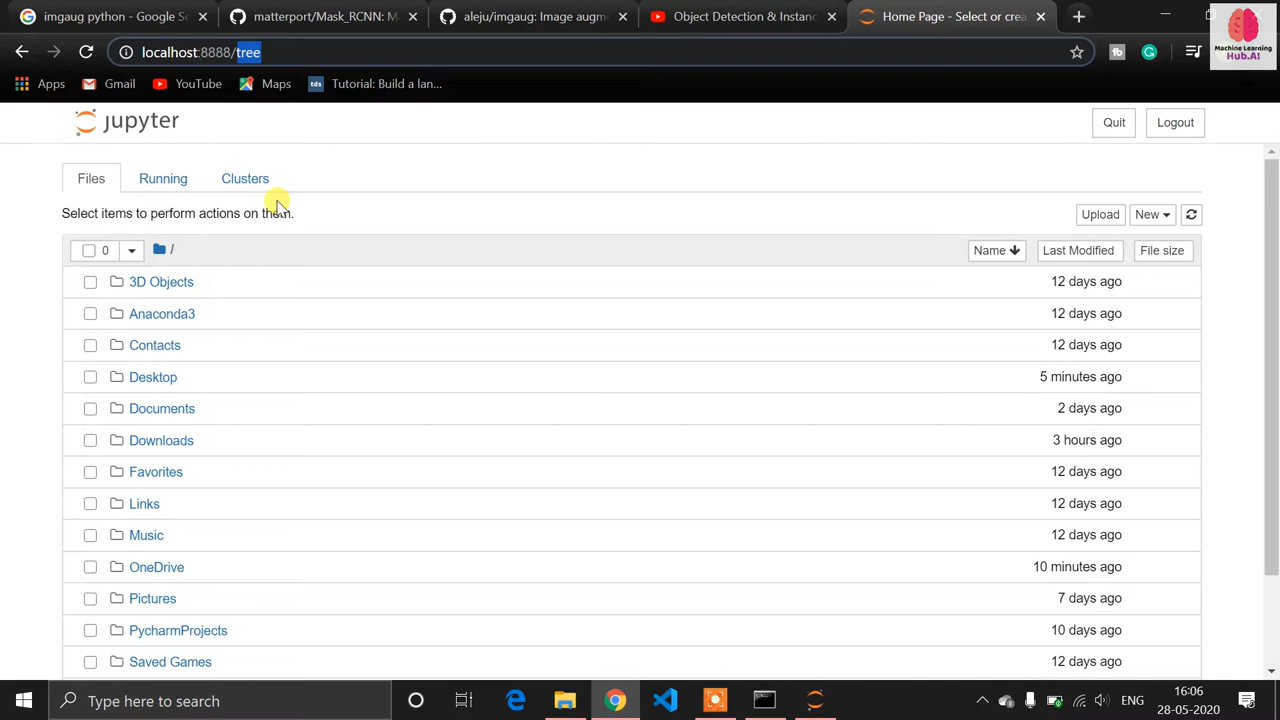 imgaug python - Google Se
matterport/Mask_RCNN: M
aleju/imgaug: Image augm
Object Detection & Instanc
Home Page - Select or crea
localhost:8888/tree
Machine Learning
Hub.A!
Apps
Gmail
YouTube
Maps
tds
Tutorial: Build a lan...
jupyter
Quit
Logout
Files
Running
Clusters
Select items to perform actions on them.
Upload
New
0
/
Name
Last Modified
File size
3D Objects
12 days ago
Anaconda3
12 days ago
Contacts
12 days ago
Desktop
5 minutes ago
Documents
2 days ago
Downloads
3 hours ago
Favorites
12 days ago
Links
12 days ago
Music
12 days ago
OneDrive
10 minutes ago
Pictures
7 days ago
PycharmProjects
10 days ago
Saved Games
12 days ago
Type here to search
ENG
16:06
28-05-2020